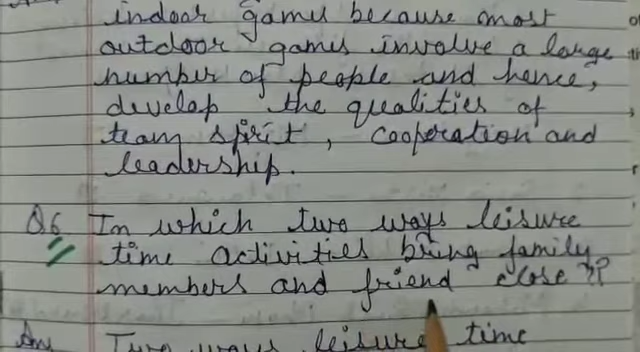 indoor games because most
outdoor games involve a large
number of people and hence,
develop the qualities of
team spirit, cooperation and
leadership.
Q6 In which two ways leisure
time activities bring family
members and friend close??
Ans Two ways leisure time